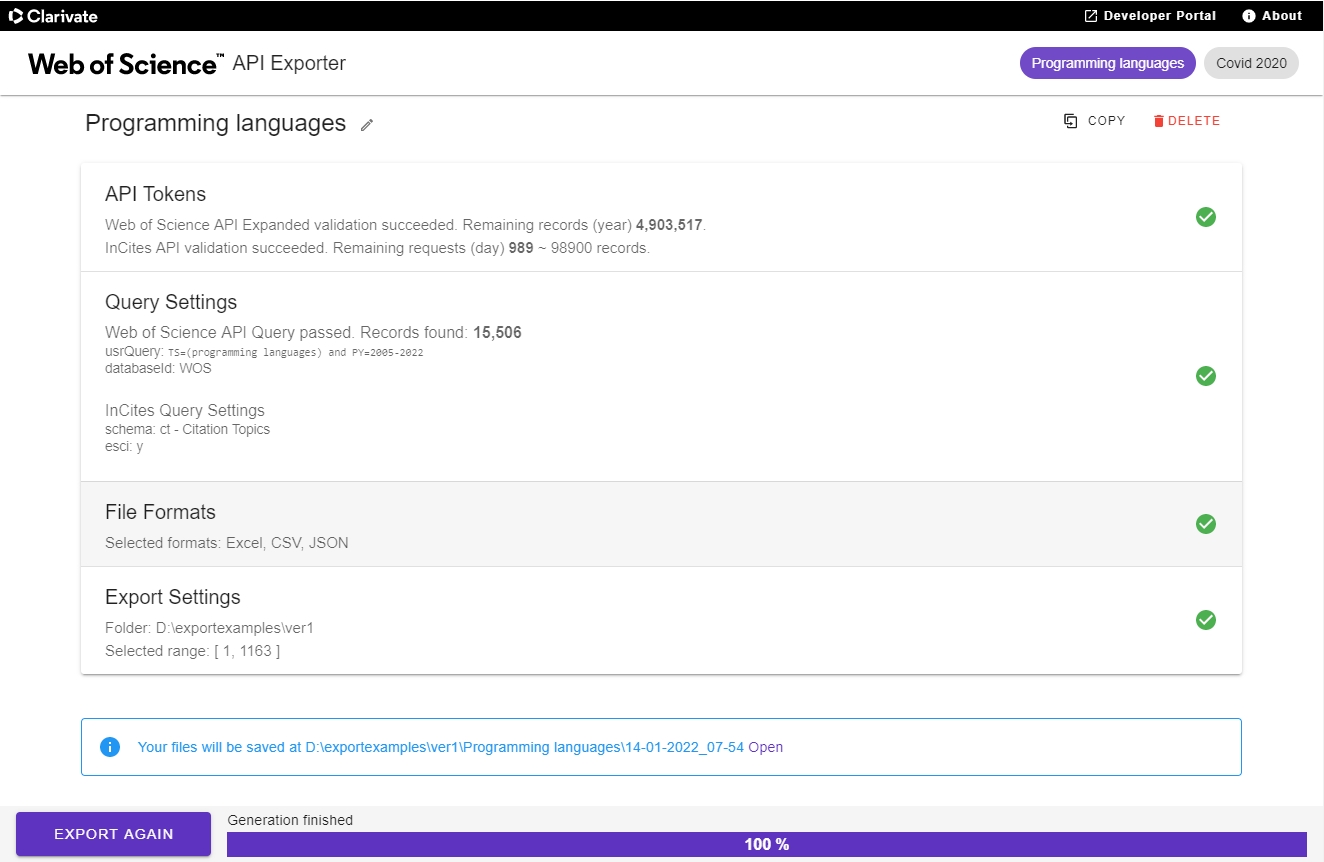 Clarivate
Developer Portal
About
Web of Science™ API Exporter
Programming languages
Covid 2020
Programming languages
COPY
DELETE
API Tokens
Web of Science API Expanded validation succeeded. Remaining records (year) 4,903,517.
InCites API validation succeeded. Remaining requests (day) 989 ~ 98900 records.
Query Settings
Web of Science API Query passed. Records found: 15,506
usrQuery: TS=(programming languages) and PY=2005-2022
databaseId: WOS
InCites Query Settings
schema: ct - Citation Topics
esci: y
File Formats
Selected formats: Excel, CSV, JSON
Export Settings
Folder: D:\exportexamples\ver1
Selected range: [ 1, 1163 ]
Your files will be saved at D:\exportexamples\ver1\Programming languages\14-01-2022_07-54 Open
EXPORT AGAIN
Generation finished
100 %